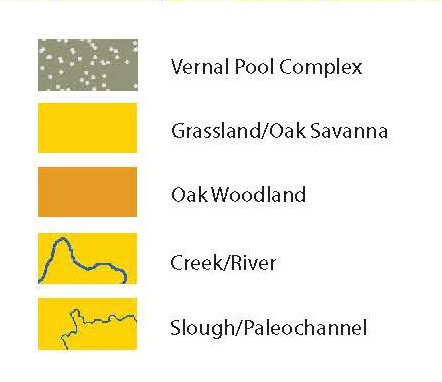 Vernal Pool Complex
Grassland/Oak Savanna
Oak Woodland
Creek/River
Slough/Paleochannel